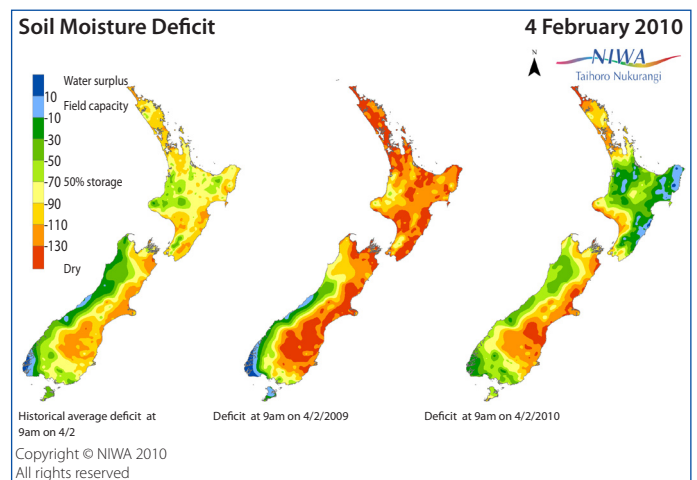 Soil Moisture Deficit
4 February 2010
N
NIWA
Taihoro Nukurangi
Water surplus
10
Field capacity
-10
-30
-50
-70
50% storage
-90
-110
-130
Dry
Historical average deficit at
9am on 4/2
Deficit at 9am on 4/2/2009
Deficit at 9am on 4/2/2010
Copyright © NIWA 2010
All rights reserved